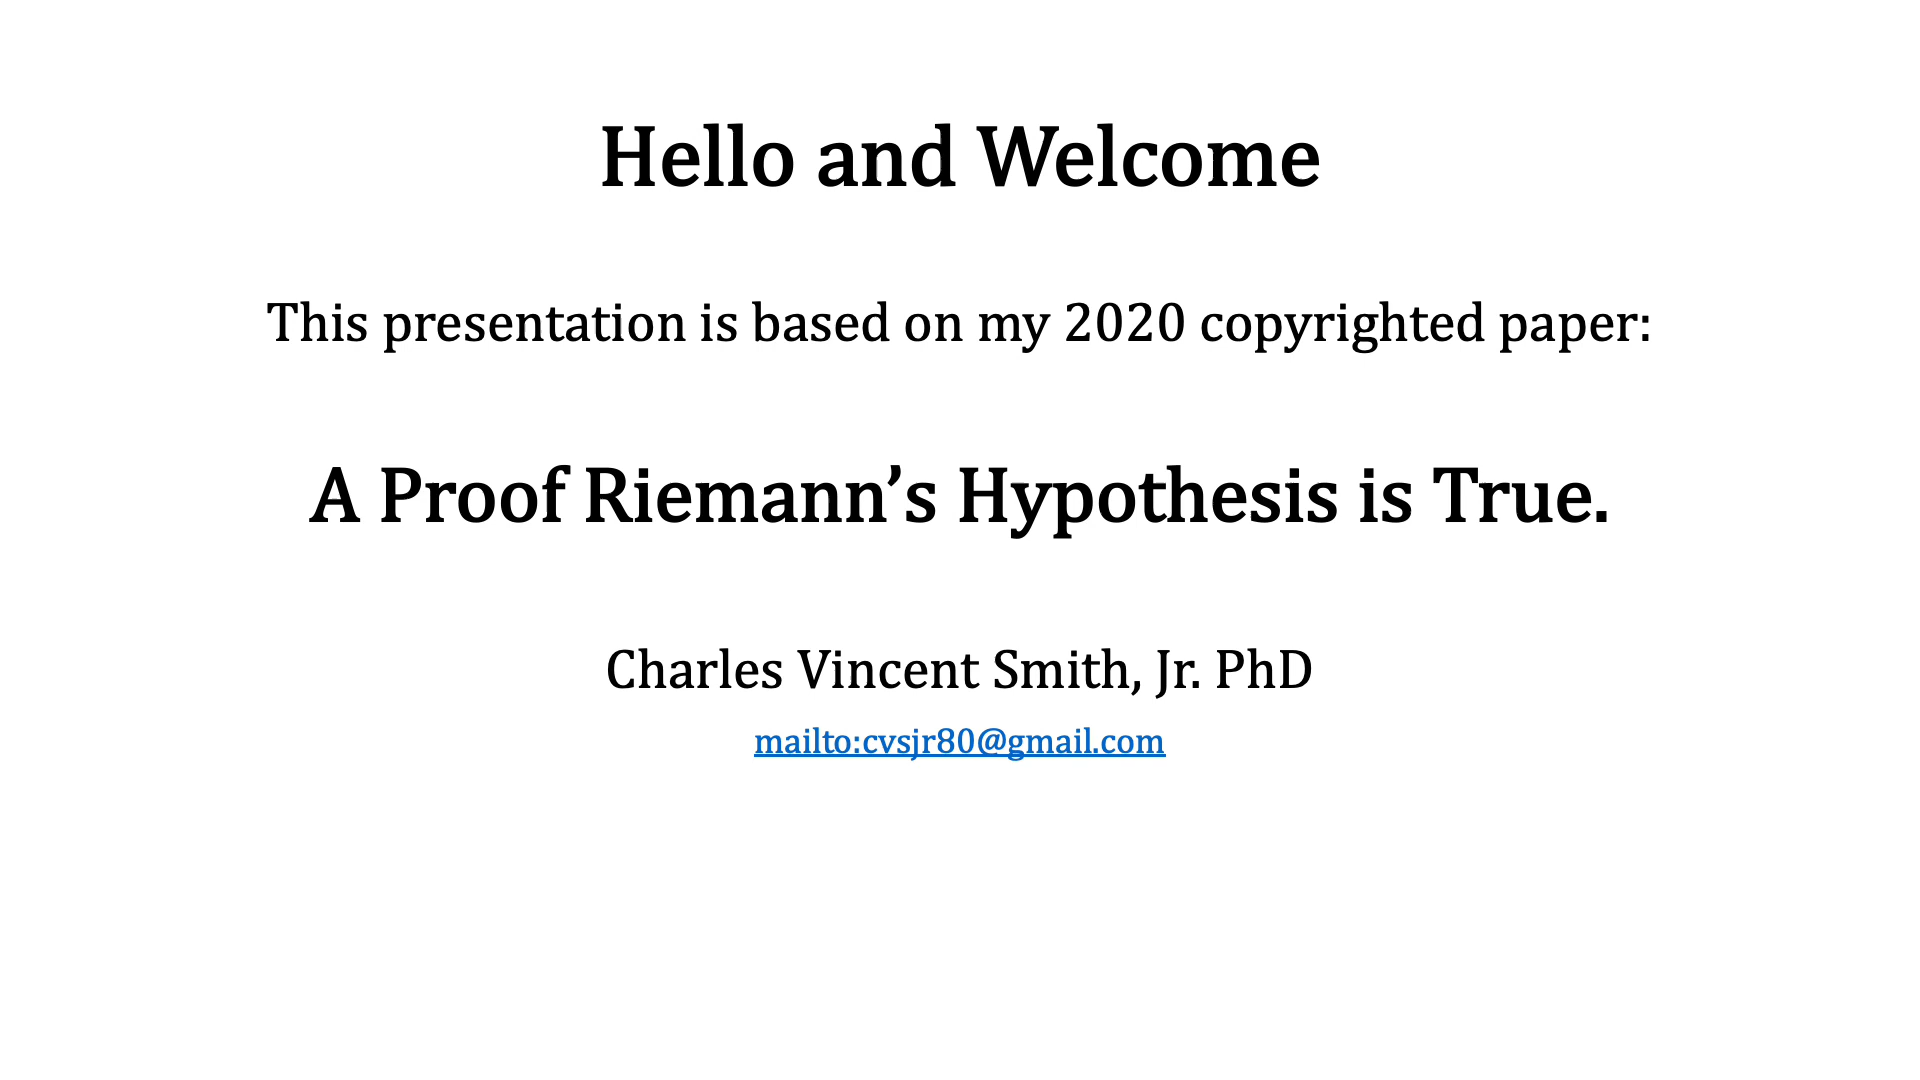 Hello and Welcome
This presentation is based on my 2020 copyrighted paper:
A Proof Riemann’s Hypothesis is True.
Charles Vincent Smith, Jr. PhD
mailto:cvsjr80@gmail.com